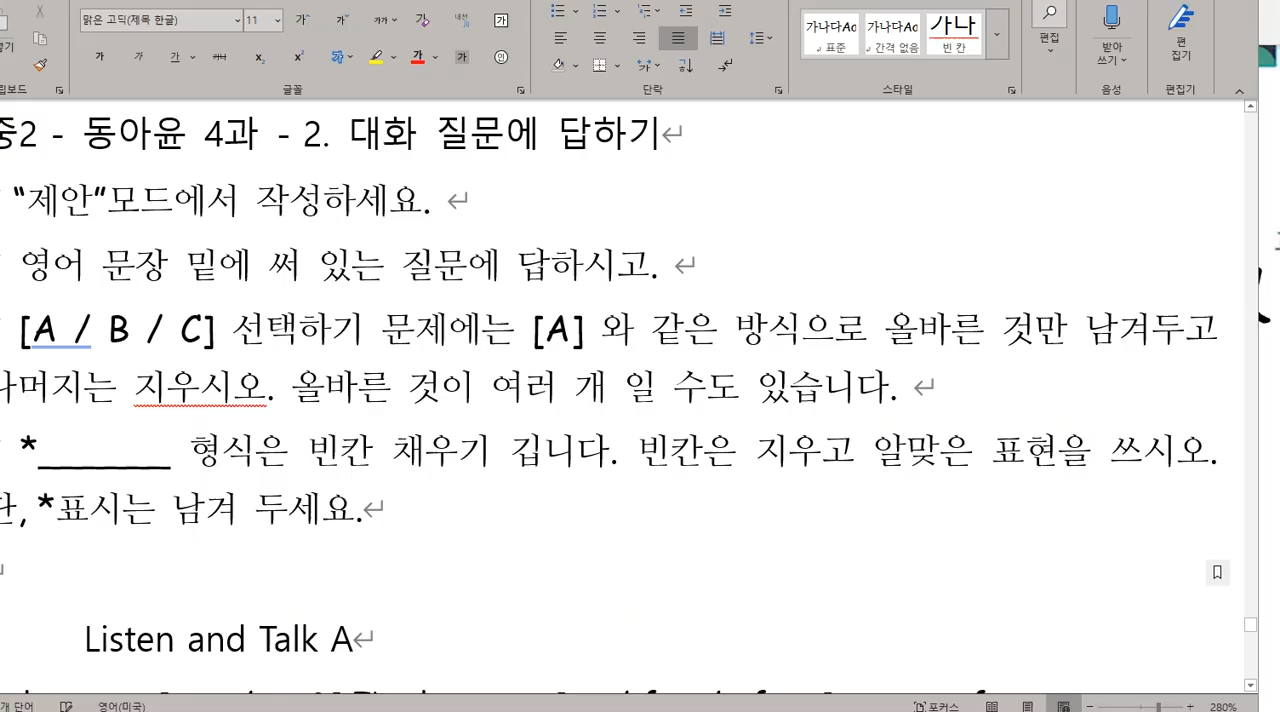 맑은 고딕(제목 한글) 11
가나다Ac 가나다Ac 가나
표준 간격 없음 빈 칸
편집 받아쓰기 편집기
글꼴 단락 스타일 음성 편집기
중2 - 동아윤 4과 - 2. 대화 질문에 답하기
“제안”모드에서 작성하세요.
영어 문장 밑에 써 있는 질문에 답하시고.
[A / B / C] 선택하기 문제에는 [A] 와 같은 방식으로 올바른 것만 남겨두고
나머지는 지우시오. 올바른 것이 여러 개 일 수도 있습니다.
*_______ 형식은 빈칸 채우기 깁니다. 빈칸은 지우고 알맞은 표현을 쓰시오.
단, *표시는 남겨 두세요.
Listen and Talk A
개 단어 영어(미국) 포커스 280%